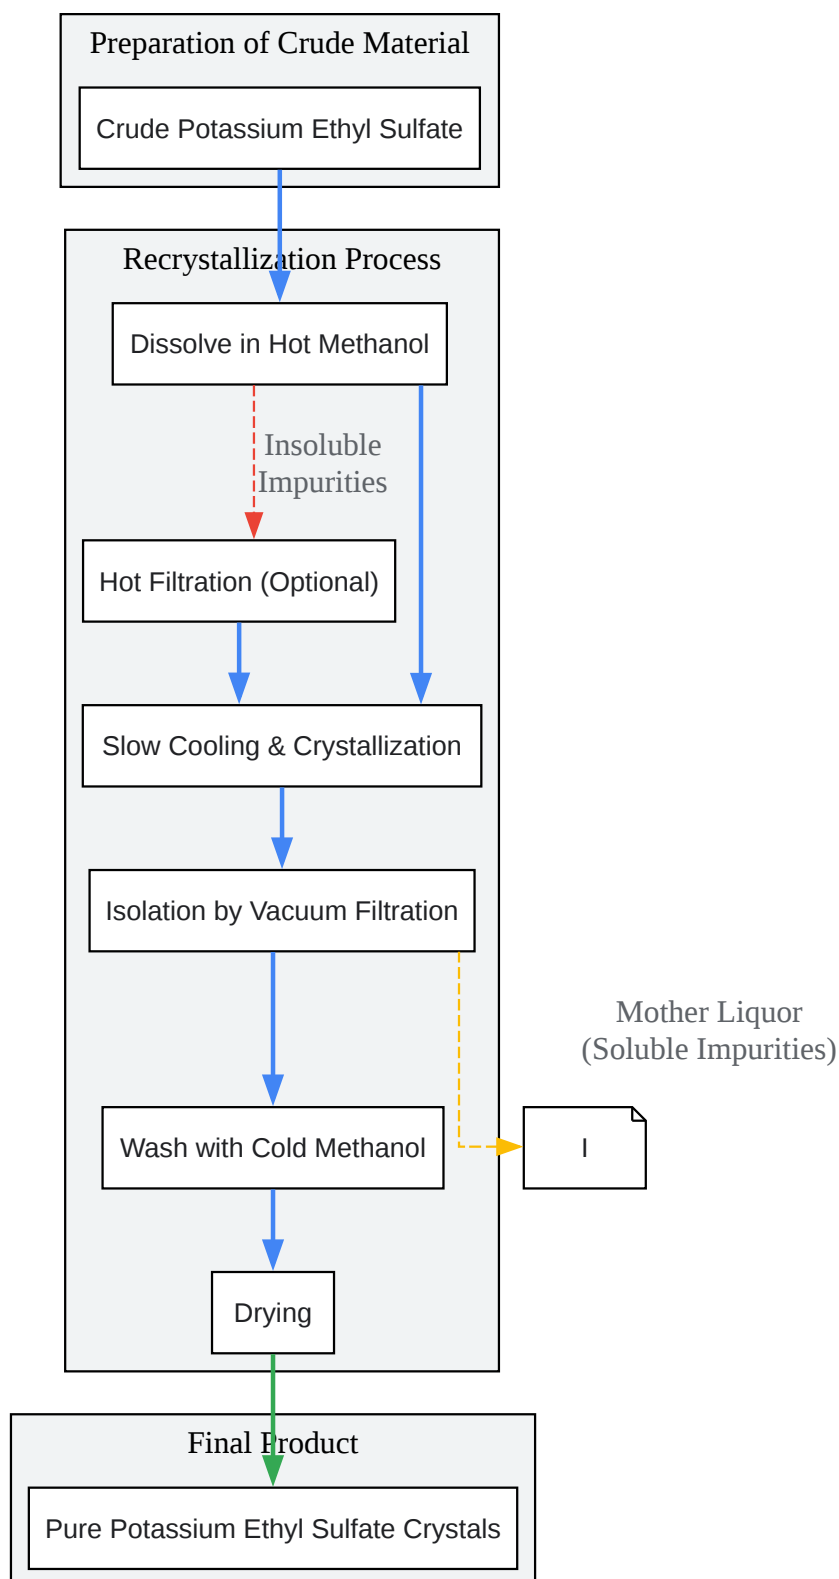 Preparation of Crude Material
Crude Potassium Ethyl Sulfate
Recrystallization Process
Dissolve in Hot Methanol
Insoluble
Impurities
Hot Filtration (Optional)
Slow Cooling & Crystallization
Isolation by Vacuum Filtration
Mother Liquor
(Soluble Impurities)
Wash with Cold Methanol
I
Drying
Final Product
Pure Potassium Ethyl Sulfate Crystals